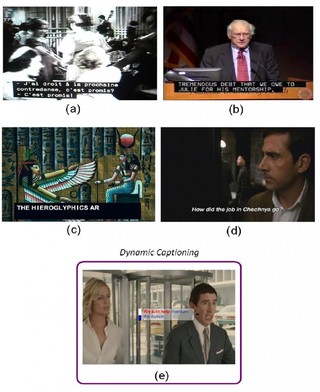 - J'ai droit à la prochaine
contredanse, c'est promis?
- C'est promis!
(a)
TREMENDOUS DEBT THAT WE OWE TO
JULIE FOR HIS MENTORSHIP,
(b)
THE HIEROGLYPHICS AR
(c)
How did the job in Chechnya go?
(d)
Dynamic Captioning
(e)